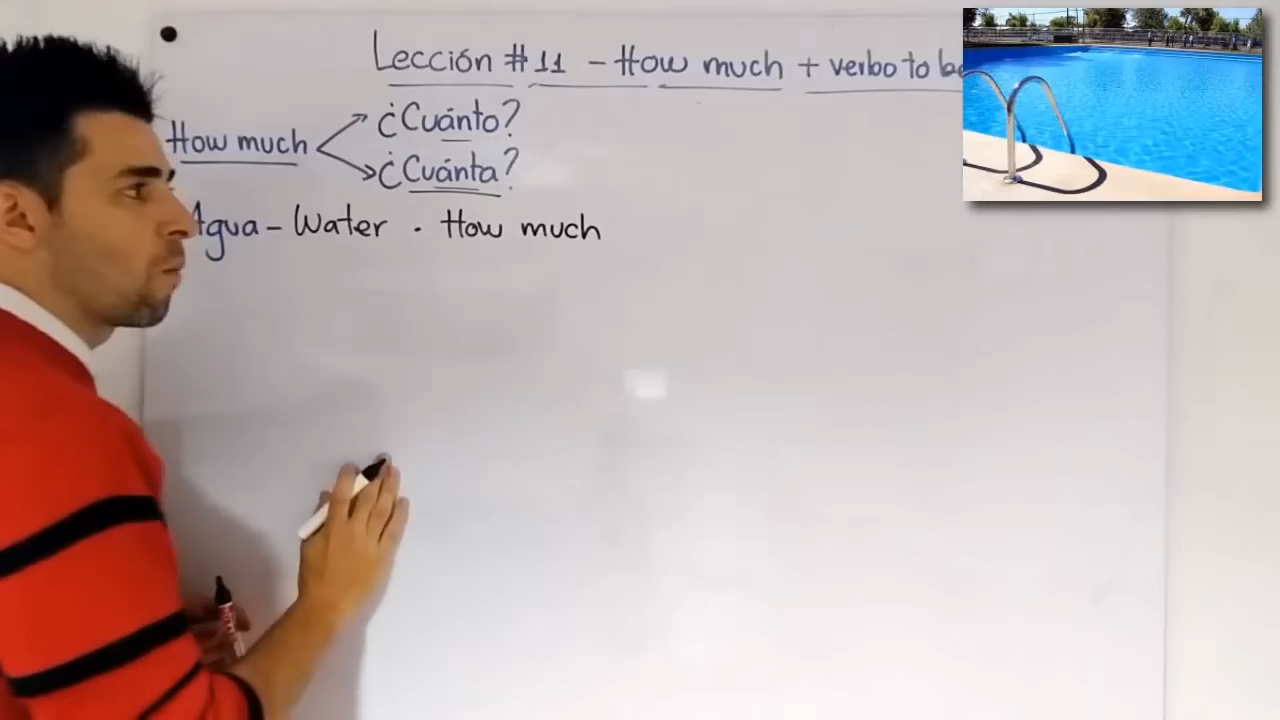 Lección #11 - How much + verbo to be
How much
¿Cuánto?
¿Cuánta?
Agua - Water . How much